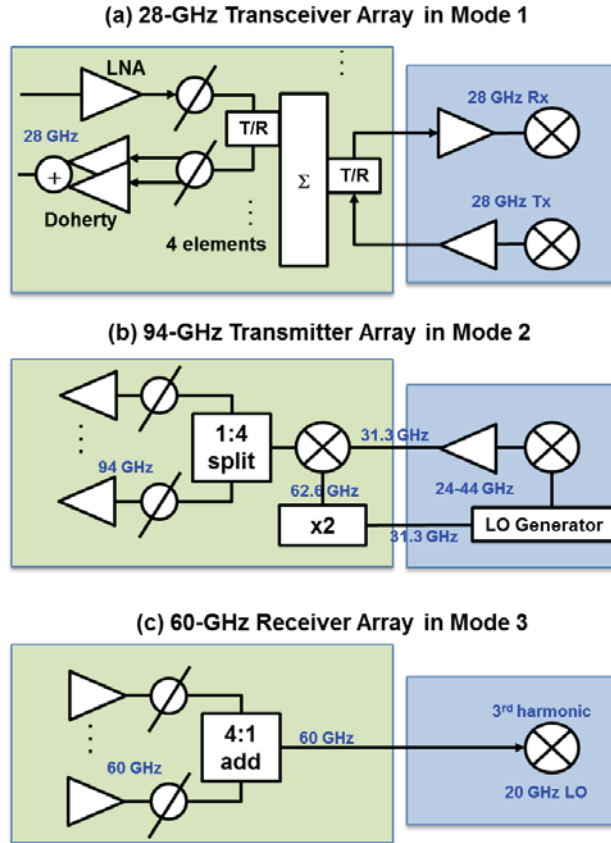 (a) 28-GHz Transceiver Array in Mode 1
LNA
28 GHz
+
Doherty
T/R
4 elements
Σ
T/R
28 GHz Rx
28 GHz Tx
(b) 94-GHz Transmitter Array in Mode 2
94 GHz
1:4
split
31.3 GHz
62.6 GHz
x2
31.3 GHz
24-44 GHz
LO Generator
(c) 60-GHz Receiver Array in Mode 3
60 GHz
4:1
add
60 GHz
3rd harmonic
20 GHz LO